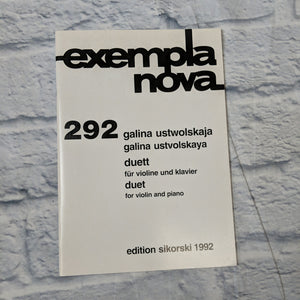 exempla
nova
292 galina ustwolskaja
galina ustvolskaya
duett
für violine und klavier
duet
for violin and piano
edition sikorski 1992